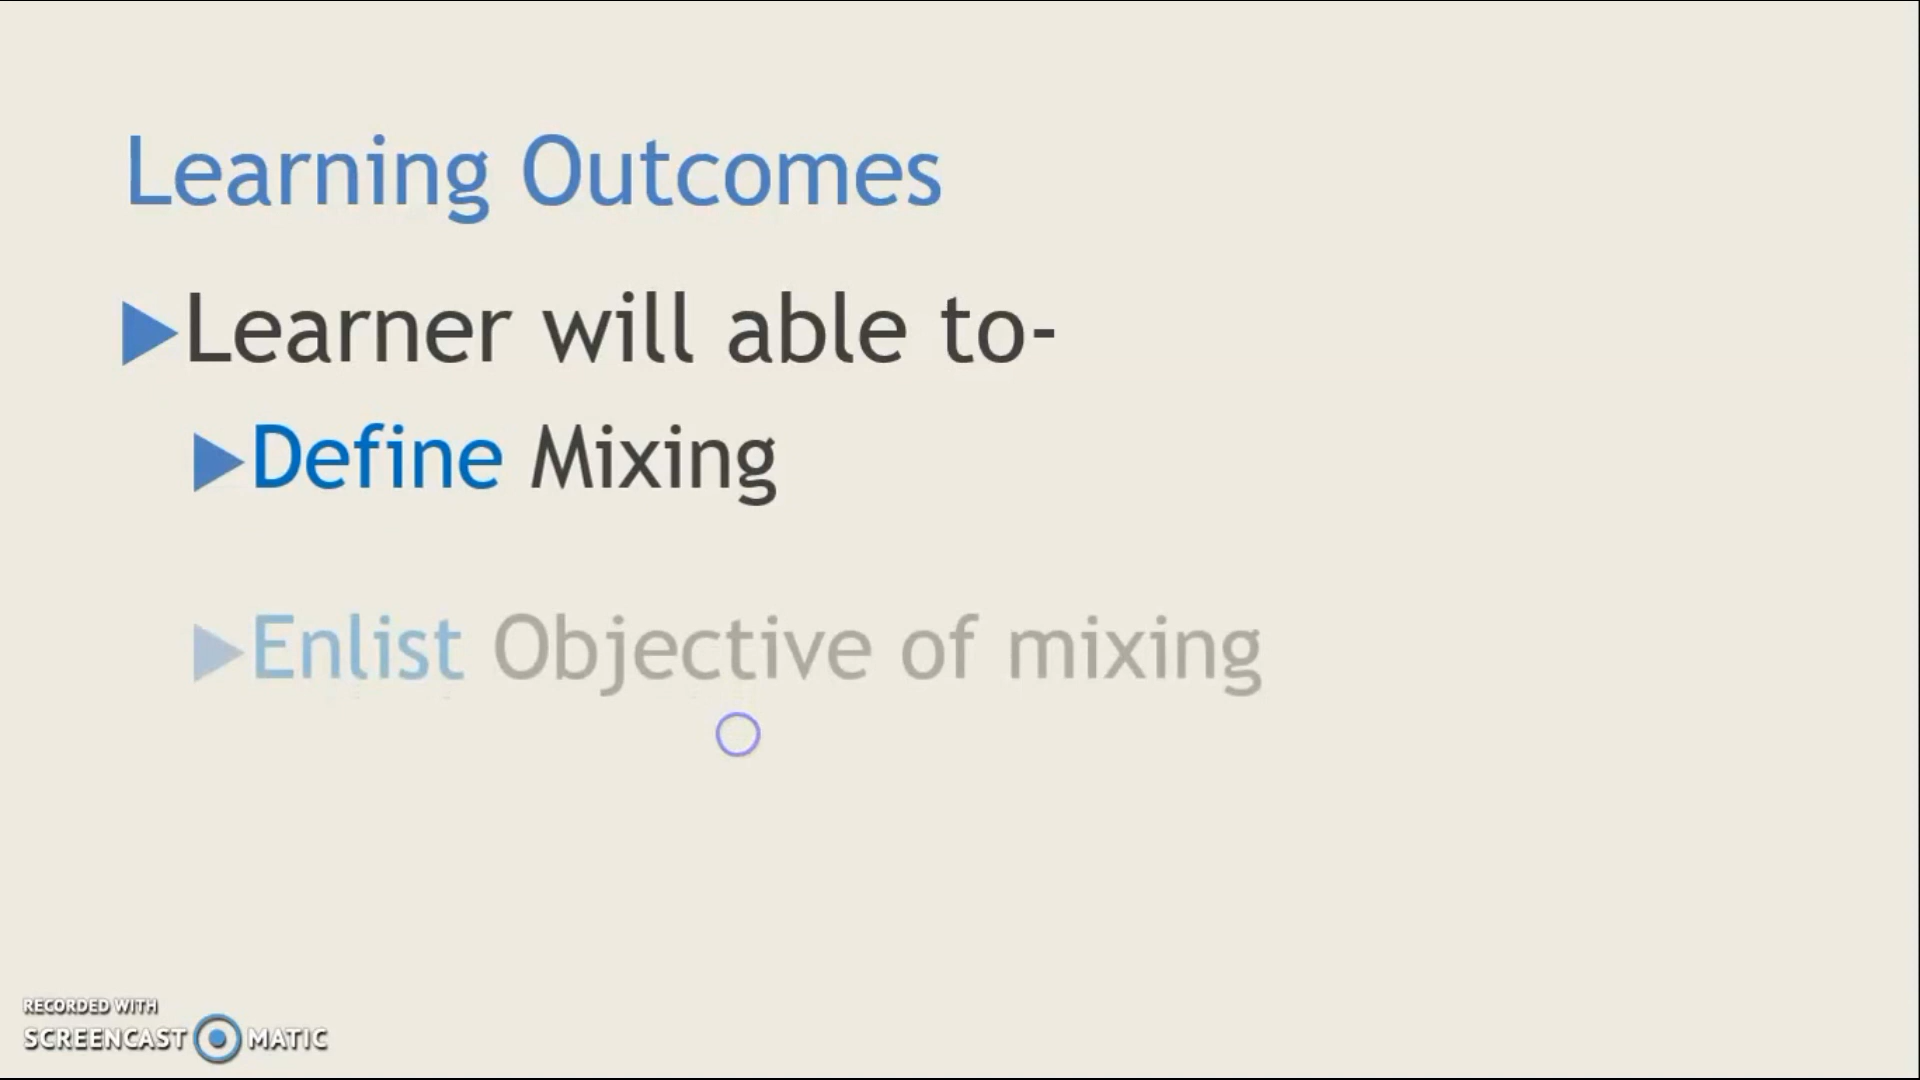 Learning Outcomes
Learner will able to-
Define Mixing
Enlist Objective of mixing
RECORDED WITH
SCREENCAST MATIC